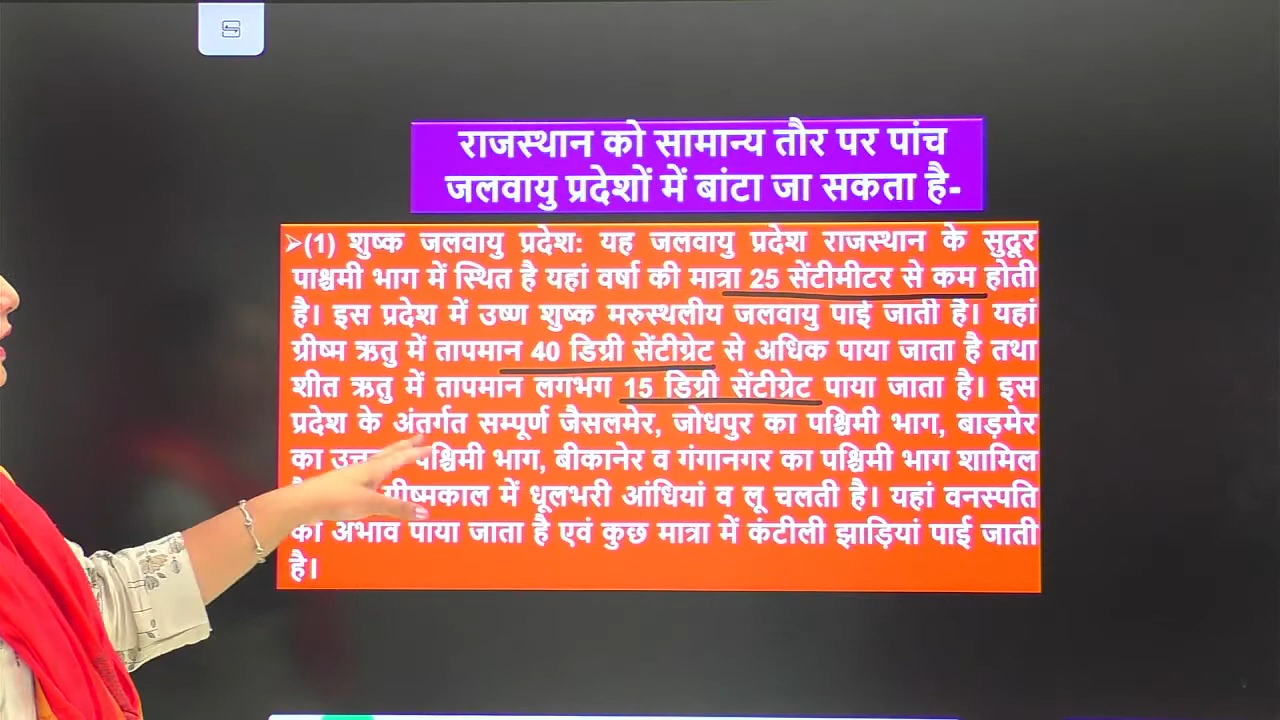 राजस्थान को सामान्य तौर पर पांच
जलवायु प्रदेशों में बांटा जा सकता है-
➢(1) शुष्क जलवायु प्रदेश: यह जलवायु प्रदेश राजस्थान के सुदूर
पाश्चमी भाग में स्थित है यहां वर्षा की मात्रा 25 सेंटीमीटर से कम होती
है। इस प्रदेश में उष्ण शुष्क मरुस्थलीय जलवायु पाई जाती है। यहां
ग्रीष्म ऋतु में तापमान 40 डिग्री सेंटीग्रेट से अधिक पाया जाता है तथा
शीत ऋतु में तापमान लगभग 15 डिग्री सेंटीग्रेट पाया जाता है। इस
प्रदेश के अंतर्गत सम्पूर्ण जैसलमेर, जोधपुर का पश्चिमी भाग, बाड़मेर
का पश्चिमी भाग, बीकानेर व गंगानगर का पश्चिमी भाग शामिल
ग्रीष्मकाल में धूलभरी आंधियां व लू चलती है। यहां वनस्पति
का अभाव पाया जाता है एवं कुछ मात्रा में कंटीली झाड़ियां पाई जाती
है।